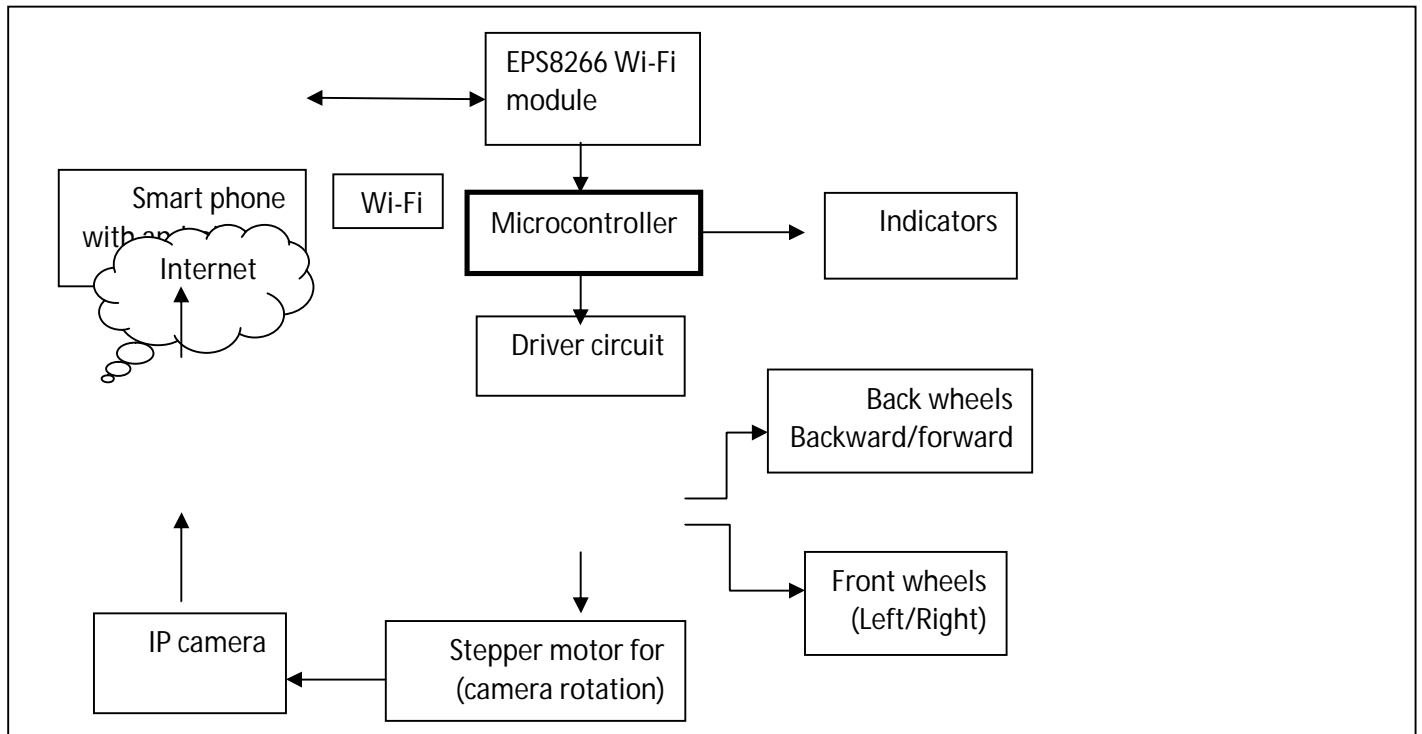 EPS8266 Wi-Fi
module
Smart phone
with
Wi-Fi
Microcontroller
Indicators
Internet
Driver circuit
Back wheels
Backward/forward
Front wheels
(Left/Right)
IP camera
Stepper motor for
(camera rotation)